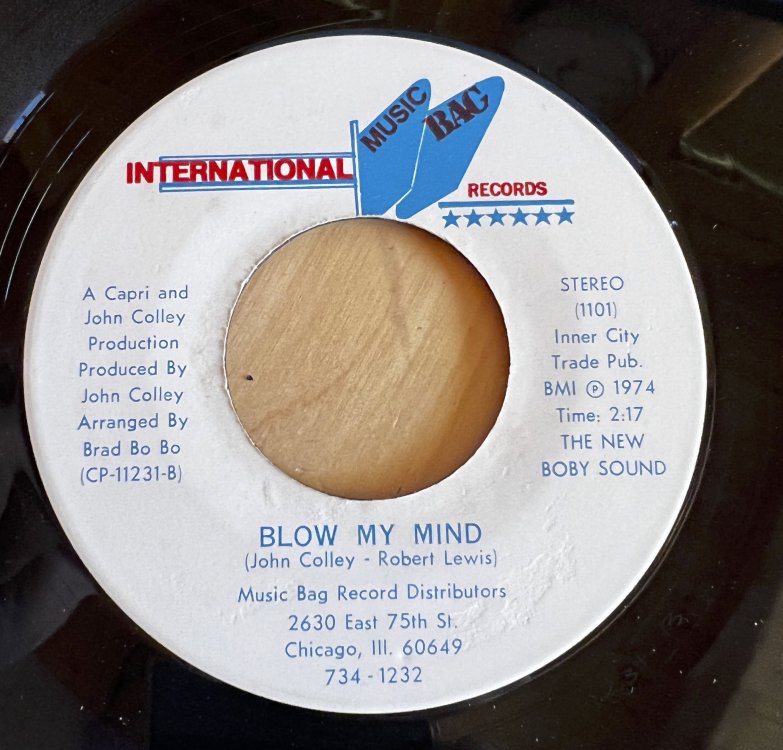 INTERNATIONAL MUSIC BAG
RECORDS
A Capri and
John Colley
Production
Produced By
John Colley
Arranged By
Brad Bo Bo
(CP-11231-B)
STEREO
(1101)
Inner City
Trade Pub.
BMI ℗ 1974
Time: 2:17
THE NEW
BOBY SOUND
BLOW MY MIND
(John Colley - Robert Lewis)
Music Bag Record Distributors
2630 East 75th St.
Chicago, Ill. 60649
734-1232